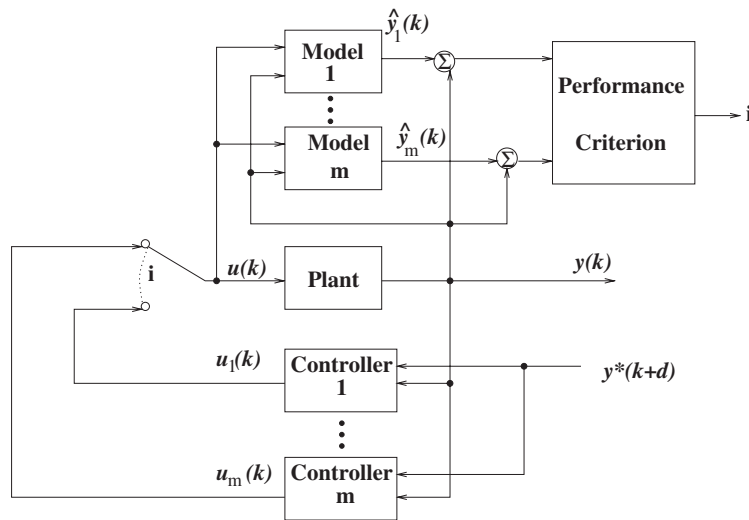 ŷ₁(k)
Model
1
Performance
Criterion
i
Model
m
ŷₘ(k)
Σ
Σ
i
u(k)
Plant
y(k)
u₁(k)
Controller
1
y*(k+d)
uₘ(k)
Controller
m